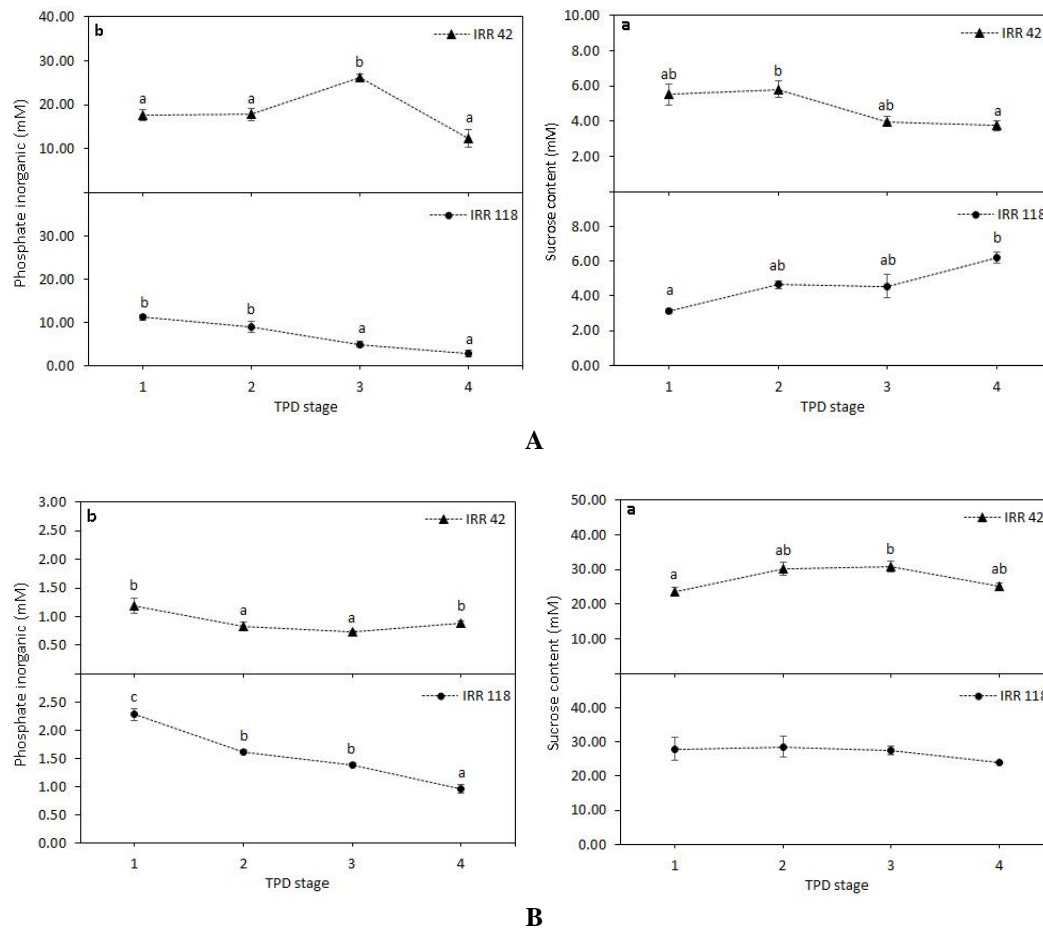 b
IRR 42
40.00
30.00
20.00
10.00
a
a
b
a
Phosphate inorganic (mM)
IRR 118
30.00
20.00
10.00
0.00
b
b
a
a
1 2 3 4
TPD stage
a
IRR 42
10.00
8.00
6.00
4.00
2.00
ab
b
ab
a
Sucrose content (mM)
IRR 118
8.00
6.00
4.00
2.00
0.00
a
ab
ab
b
1 2 3 4
TPD stage
A
b
IRR 42
3.00
2.50
2.00
1.50
1.00
0.50
b
a
a
b
Phosphate inorganic (mM)
IRR 118
2.50
2.00
1.50
1.00
0.50
0.00
c
b
b
a
1 2 3 4
TPD stage
a
IRR 42
50.00
40.00
30.00
20.00
10.00
a
ab
b
ab
Sucrose content (mM)
IRR 118
40.00
30.00
20.00
10.00
0.00
1 2 3 4
TPD stage
B